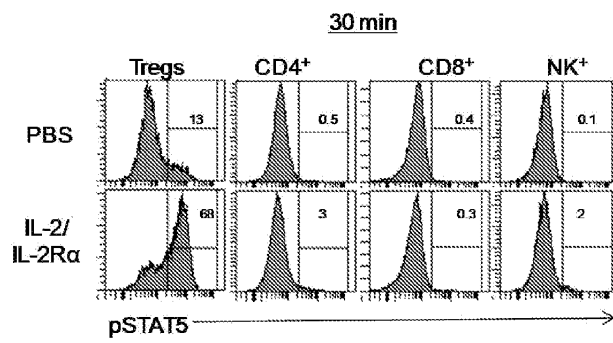 30 min
Tregs CD4⁺ CD8⁺ NK⁺
PBS 13 0.5 0.4 0.1
IL-2/ IL-2Rα 68 3 0.3 2
pSTAT5